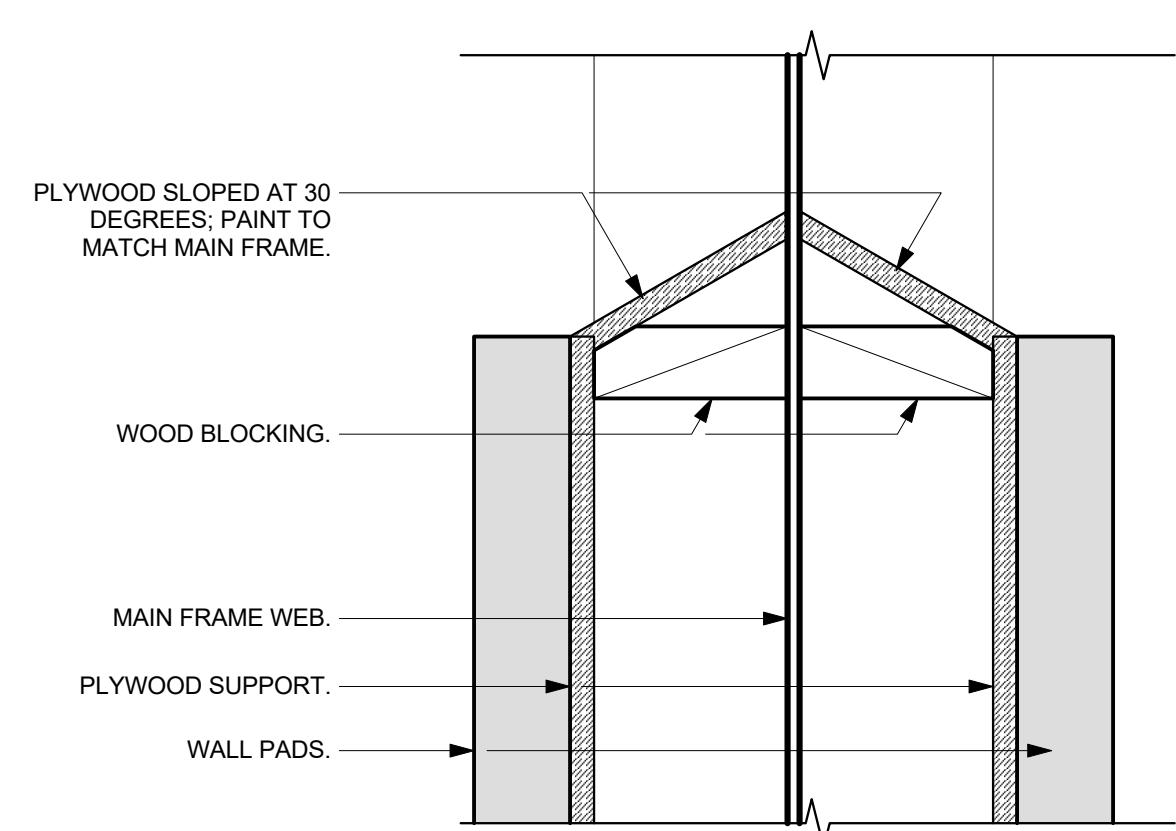 PLYWOOD SLOPED AT 30
DEGREES; PAINT TO
MATCH MAIN FRAME.
WOOD BLOCKING.
MAIN FRAME WEB.
PLYWOOD SUPPORT.
WALL PADS.